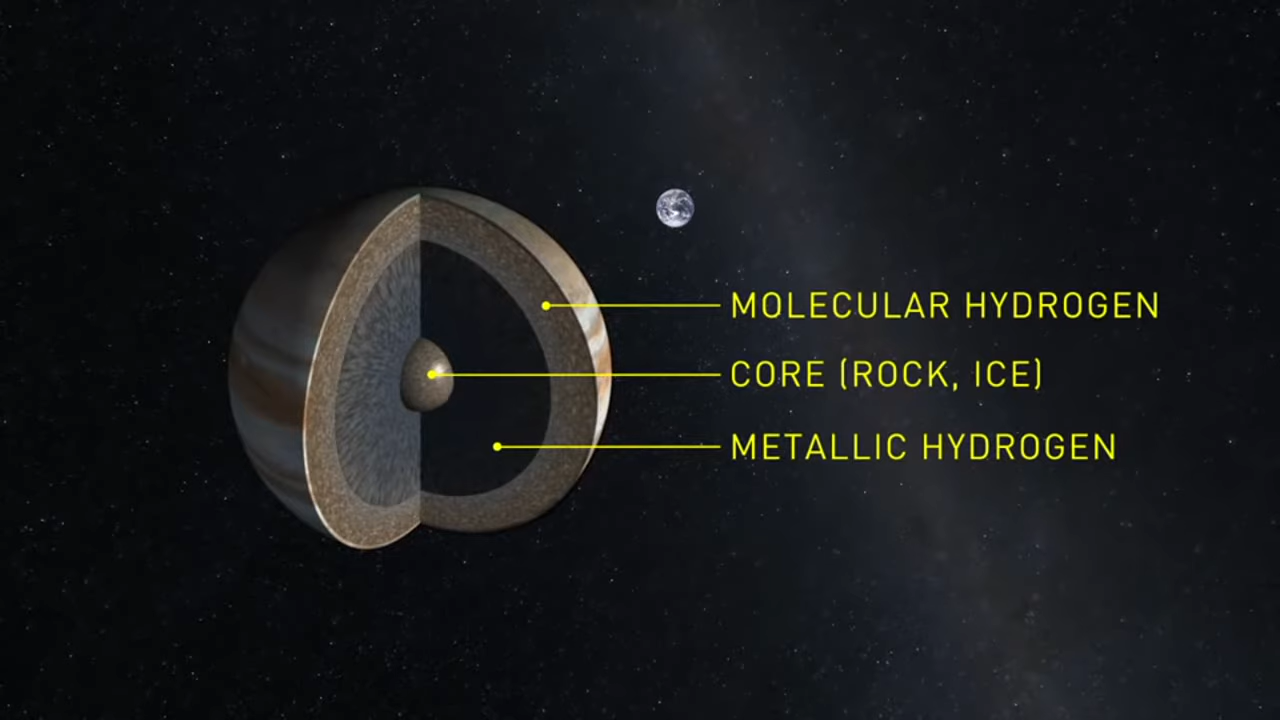 MOLECULAR HYDROGEN
CORE (ROCK, ICE)
METALLIC HYDROGEN